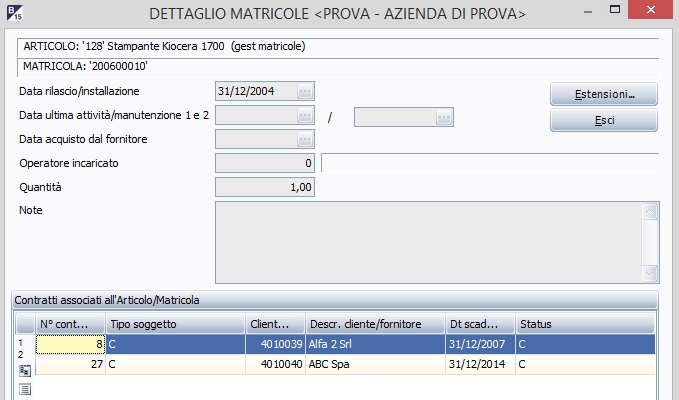 B 15 DETTAGLIO MATRICOLE <PROVA - AZIENDA DI PROVA>
ARTICOLO: '128' Stampante Kiocera 1700 (gest matricole)
MATRICOLA: '200600010'
Data rilascio/installazione 31/12/2004 ... Estensioni...
Data ultima attività/manutenzione 1 e 2 ... / ... Esci
Data acquisto dal fornitore ...
Operatore incaricato 0
Quantità 1,00
Note
Contratti associati all'Articolo/Matricola
N° cont... Tipo soggetto Client... Descr. cliente/fornitore Dt scad... Status
1 8 C 4010039 Alfa 2 Srl 31/12/2007 C
2 27 C 4010040 ABC Spa 31/12/2014 C